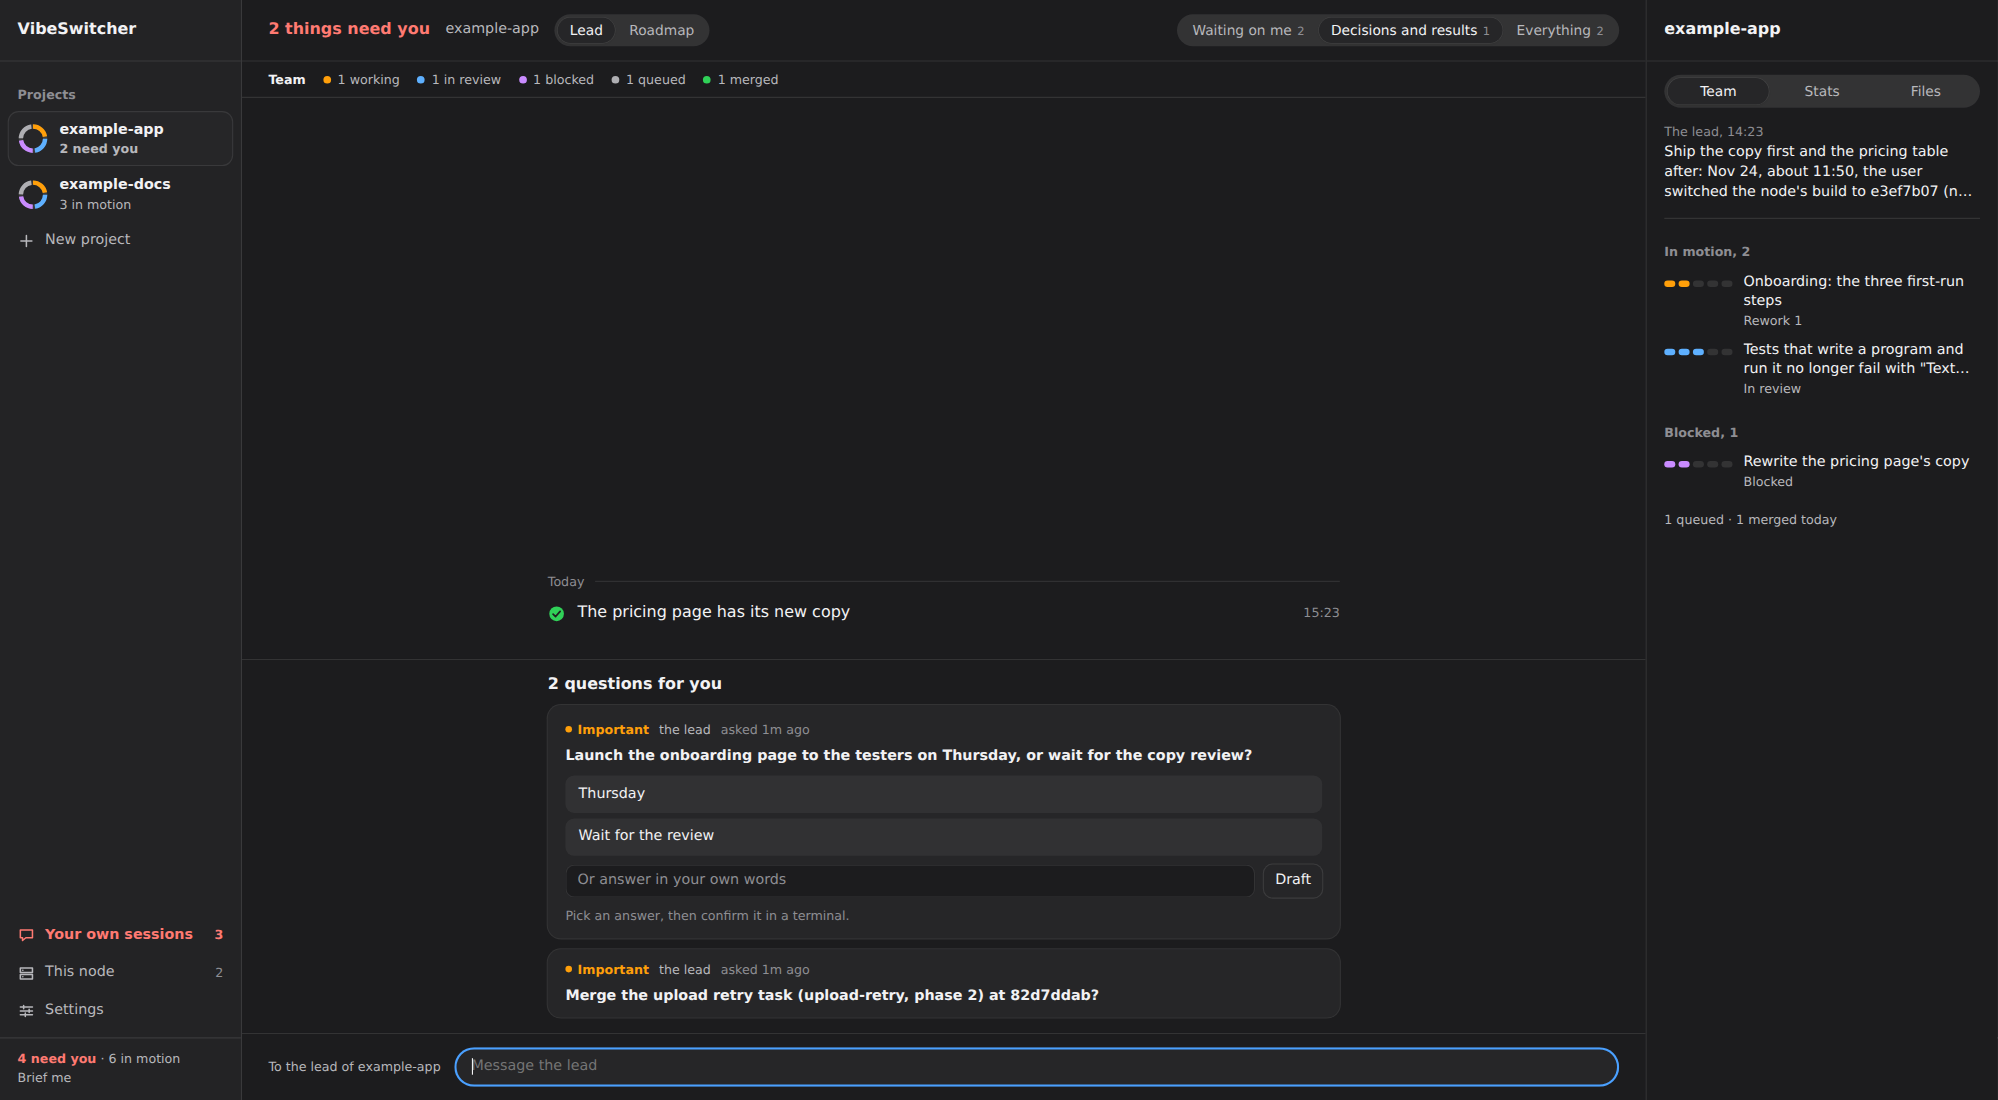 VibeSwitcher
Projects
example-app
2 need you
example-docs
3 in motion
New project
Your own sessions 3
This node 2
Settings
4 need you · 6 in motion
Brief me
2 things need you example-app Lead Roadmap Waiting on me 2 Decisions and results 1 Everything 2
Team 1 working 1 in review 1 blocked 1 queued 1 merged
Today
The pricing page has its new copy 15:23
2 questions for you
Important the lead asked 1m ago
Launch the onboarding page to the testers on Thursday, or wait for the copy review?
Thursday
Wait for the review
Or answer in your own words Draft
Pick an answer, then confirm it in a terminal.
Important the lead asked 1m ago
Merge the upload retry task (upload-retry, phase 2) at 82d7ddab?
To the lead of example-app Message the lead
example-app
Team Stats Files
The lead, 14:23
Ship the copy first and the pricing table
after: Nov 24, about 11:50, the user
switched the node's build to e3ef7b07 (n…
In motion, 2
Onboarding: the three first-run
steps
Rework 1
Tests that write a program and
run it no longer fail with "Text…
In review
Blocked, 1
Rewrite the pricing page's copy
Blocked
1 queued · 1 merged today